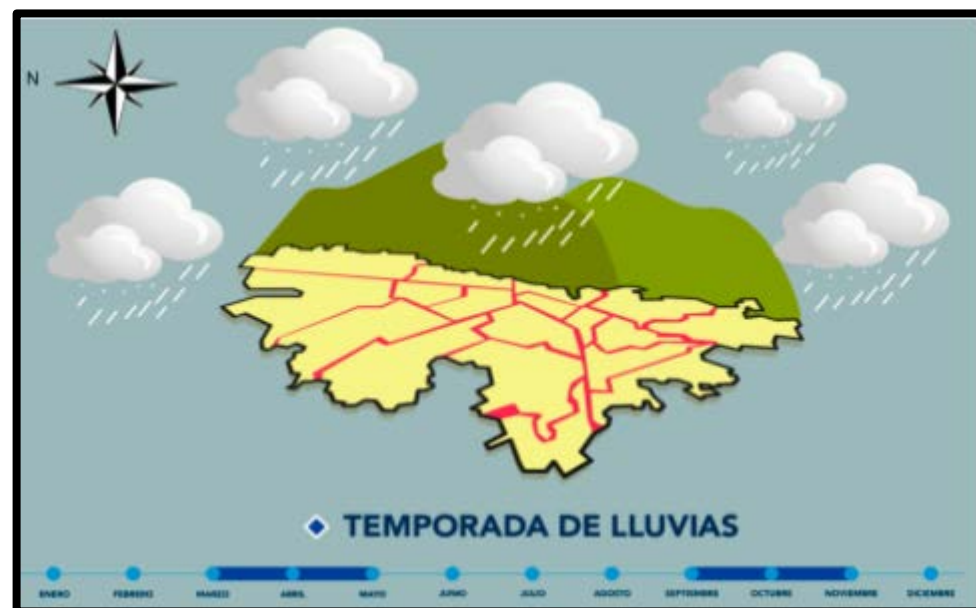 N
TEMPORADA DE LLUVIAS
ENERO FEBRERO MARZO ABRIL MAYO JUNIO JULIO AGOSTO SEPTIEMBRE OCTUBRE NOVIEMBRE DICIEMBRE